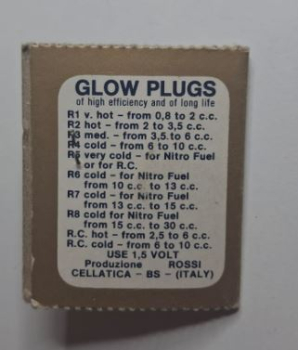 GLOW PLUGS
of high efficiency and of long life
R1 v. hot - from 0,8 to 2 c.c.
R2 hot - from 2 to 3,5 c.c.
R3 med. - from 3,5 to 6 c.c.
R4 cold - from 6 to 10 c.c.
R5 very cold - for Nitro Fuel
or for R.C.
R6 cold - for Nitro Fuel
from 10 c.c. to 13 c.c.
R7 cold - for Nitro Fuel
from 13 c.c. to 15 c.c.
R8 cold for Nitro Fuel
from 15 c.c. to 30 c.c.
R.C. hot - from 2,5 to 6 c.c.
R.C. cold - from 6 to 10 c.c.
USE 1,5 VOLT
Produzione ROSSI
CELLATICA - BS - (ITALY)